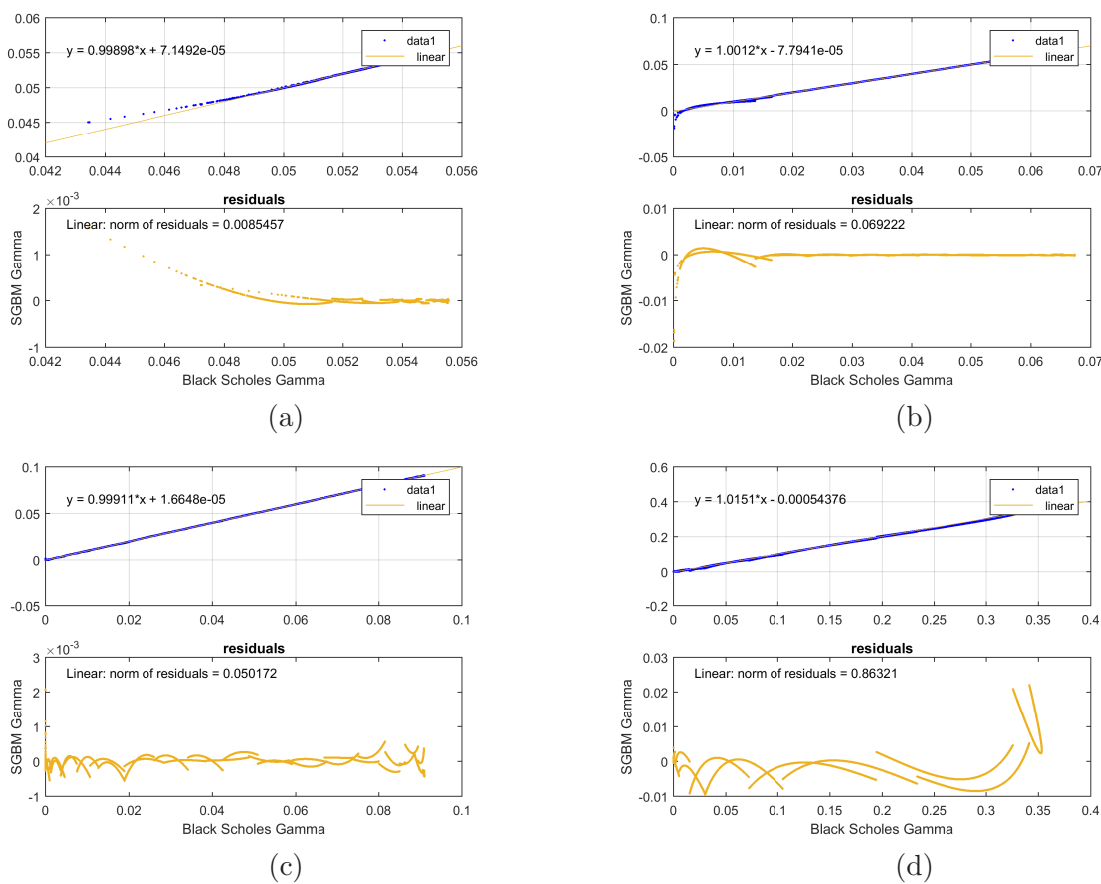 0.06
0.05
0.05
0.045
0.04
y = 0.99898*x + 7.1492e-05
data1
linear
0.042 0.044 0.046 0.048 0.05 0.052 0.054 0.056
×10⁻³
residuals
2
1
0
-1
Linear: norm of residuals = 0.0085457
SGBM Gamma
0.042 0.044 0.046 0.048 0.05 0.052 0.054 0.056
Black Scholes Gamma
(a)
0.1
0.05
0
-0.05
y = 1.0012*x - 7.7941e-05
data1
linear
0 0.01 0.02 0.03 0.04 0.05 0.06 0.07
residuals
0.01
0
-0.01
-0.02
Linear: norm of residuals = 0.069222
SGBM Gamma
0 0.01 0.02 0.03 0.04 0.05 0.06 0.07
Black Scholes Gamma
(b)
0.1
0.05
0
-0.05
y = 0.99911*x + 1.6648e-05
data1
linear
0 0.02 0.04 0.06 0.08 0.1
×10⁻³
residuals
3
2
1
0
-1
Linear: norm of residuals = 0.050172
SGBM Gamma
0 0.02 0.04 0.06 0.08 0.1
Black Scholes Gamma
(c)
0.6
0.4
0.2
0
-0.2
y = 1.0151*x - 0.00054376
data1
linear
0 0.05 0.1 0.15 0.2 0.25 0.3 0.35 0.4
residuals
0.03
0.02
0.01
0
-0.01
Linear: norm of residuals = 0.86321
SGBM Gamma
0 0.05 0.1 0.15 0.2 0.25 0.3 0.35 0.4
Black Scholes Gamma
(d)